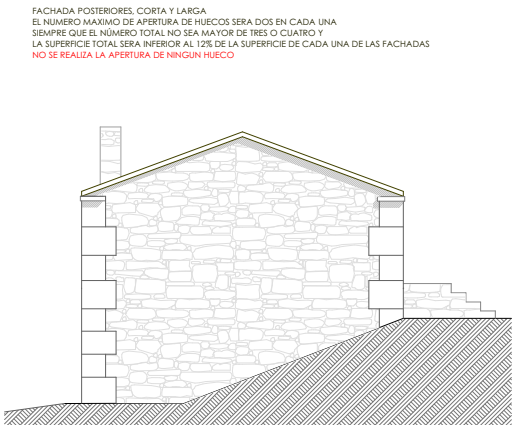 FACHADA POSTERIORES, CORTA Y LARGA
EL NUMERO MAXIMO DE APERTURA DE HUECOS SERA DOS EN CADA UNA
SIEMPRE QUE EL NÚMERO TOTAL NO SEA MAYOR DE TRES O CUATRO Y
LA SUPERFICIE TOTAL SERA INFERIOR AL 12% DE LA SUPERFICIE DE CADA UNA DE LAS FACHADAS
NO SE REALIZA LA APERTURA DE NINGUN HUECO